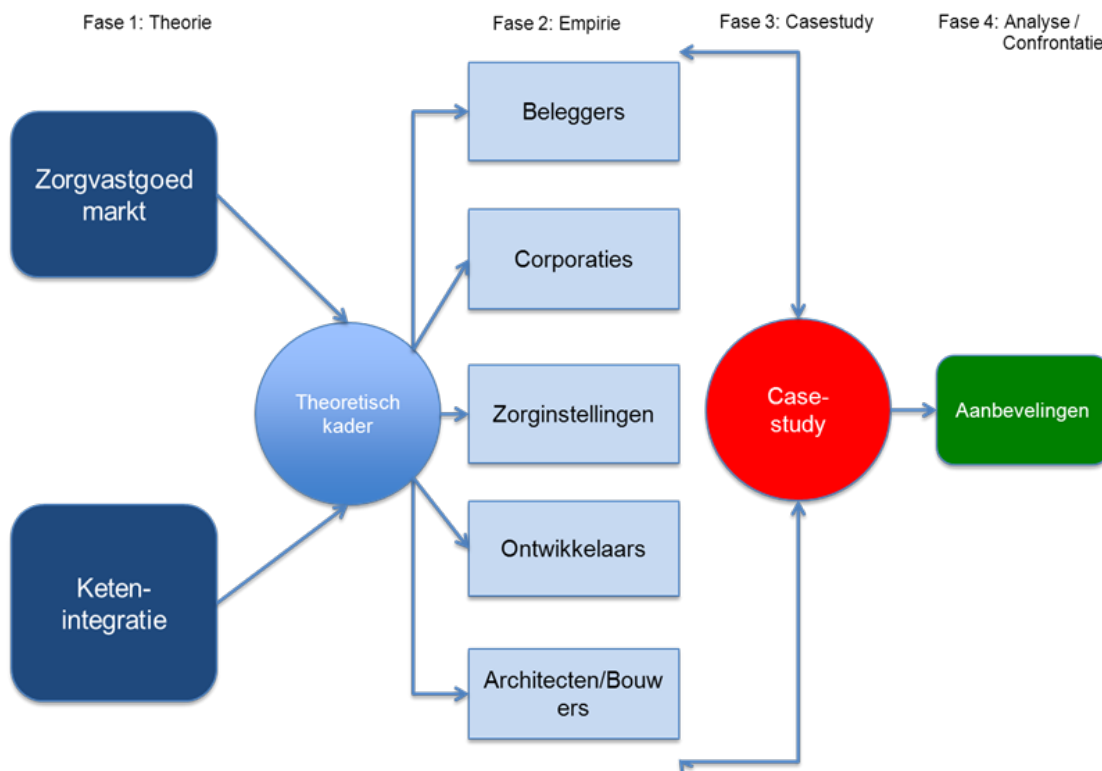 Fase 1: Theorie
Fase 2: Empirie
Fase 3: Casestudy
Fase 4: Analyse /
Confrontatie
Zorgvastgoed
markt
Keten-
integratie
Theoretisch
kader
Beleggers
Corporaties
Zorginstellingen
Ontwikkelaars
Architecten/Bouw
ers
Case-
study
Aanbevelingen